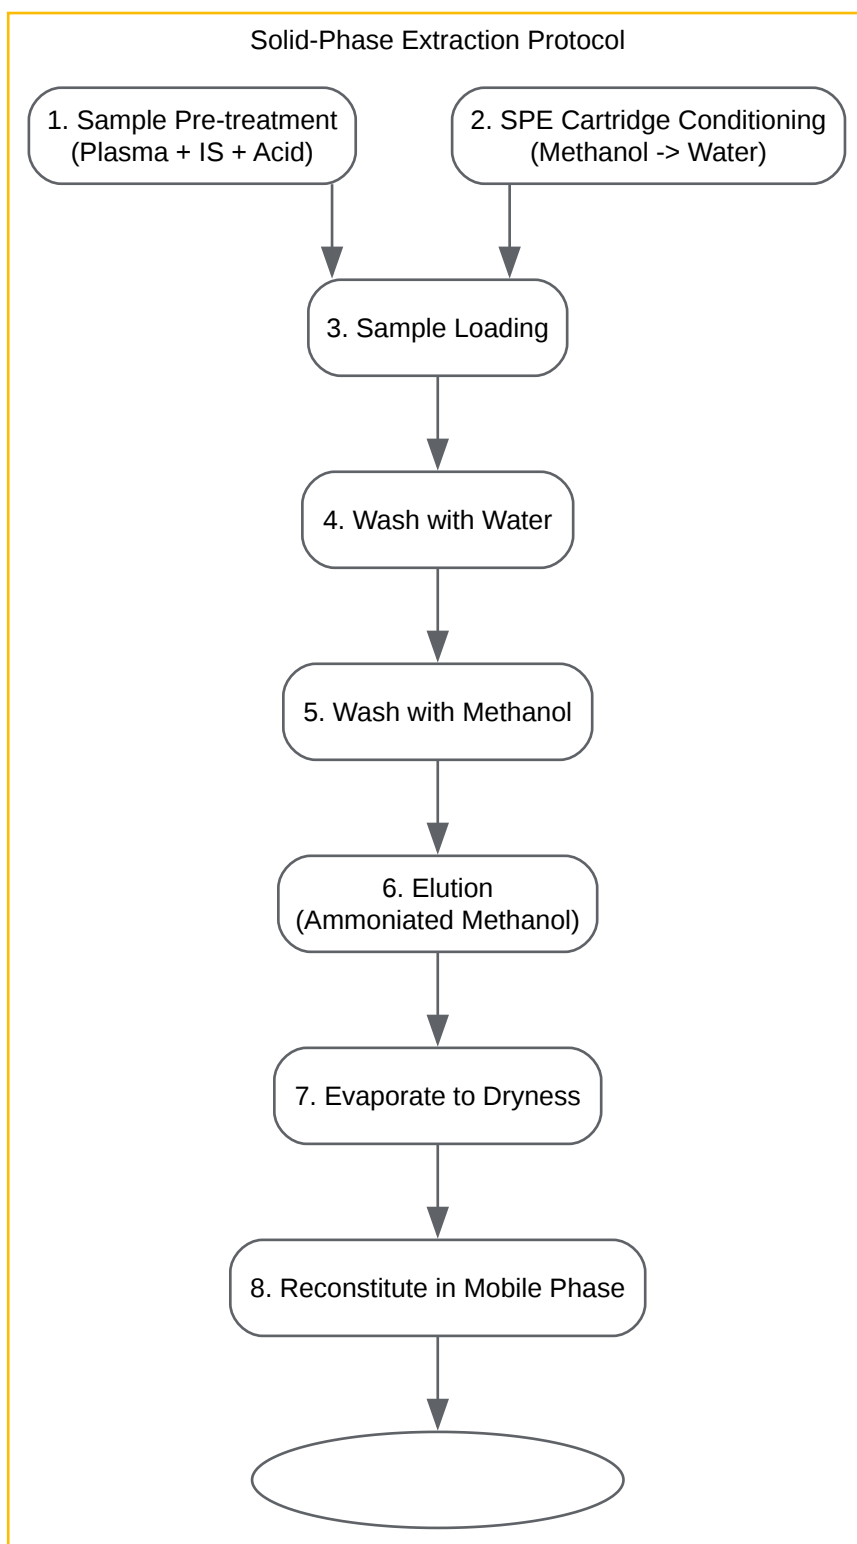 Solid-Phase Extraction Protocol
1. Sample Pre-treatment
(Plasma + IS + Acid)
2. SPE Cartridge Conditioning
(Methanol -> Water)
3. Sample Loading
4. Wash with Water
5. Wash with Methanol
6. Elution
(Ammoniated Methanol)
7. Evaporate to Dryness
8. Reconstitute in Mobile Phase